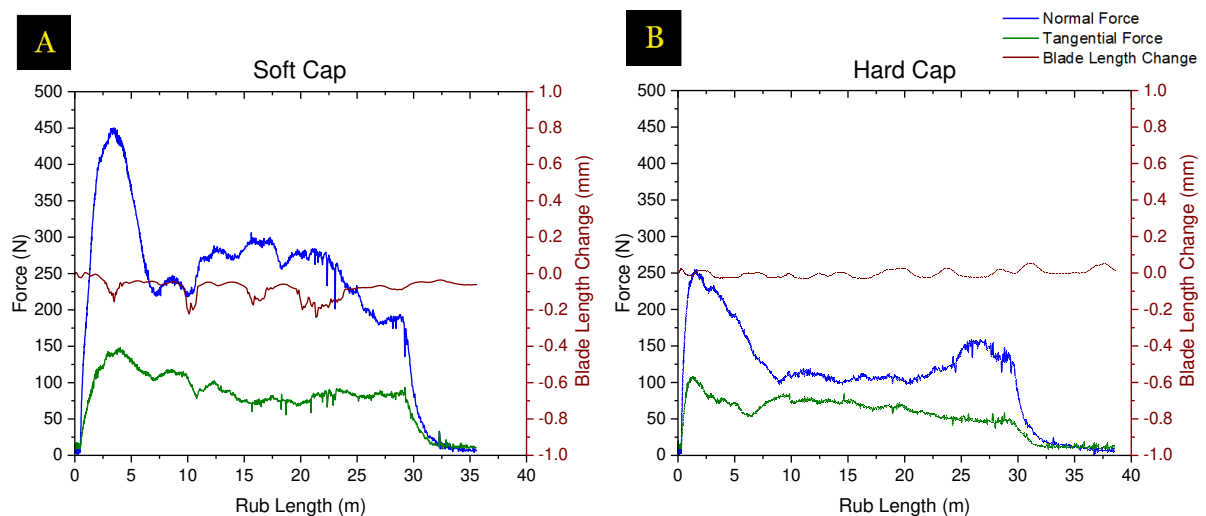 A
Soft Cap
500
450
400
350
300
250
200
150
100
50
0
Force (N)
1.0
0.8
0.6
0.4
0.2
0.0
-0.2
-0.4
-0.6
-0.8
-1.0
Blade Length Change (mm)
0 5 10 15 20 25 30 35 40
Rub Length (m)
B
Hard Cap
Normal Force
Tangential Force
Blade Length Change
500
450
400
350
300
250
200
150
100
50
0
Force (N)
1.0
0.8
0.6
0.4
0.2
0.0
-0.2
-0.4
-0.6
-0.8
-1.0
Blade Length Change (mm)
0 5 10 15 20 25 30 35 40
Rub Length (m)